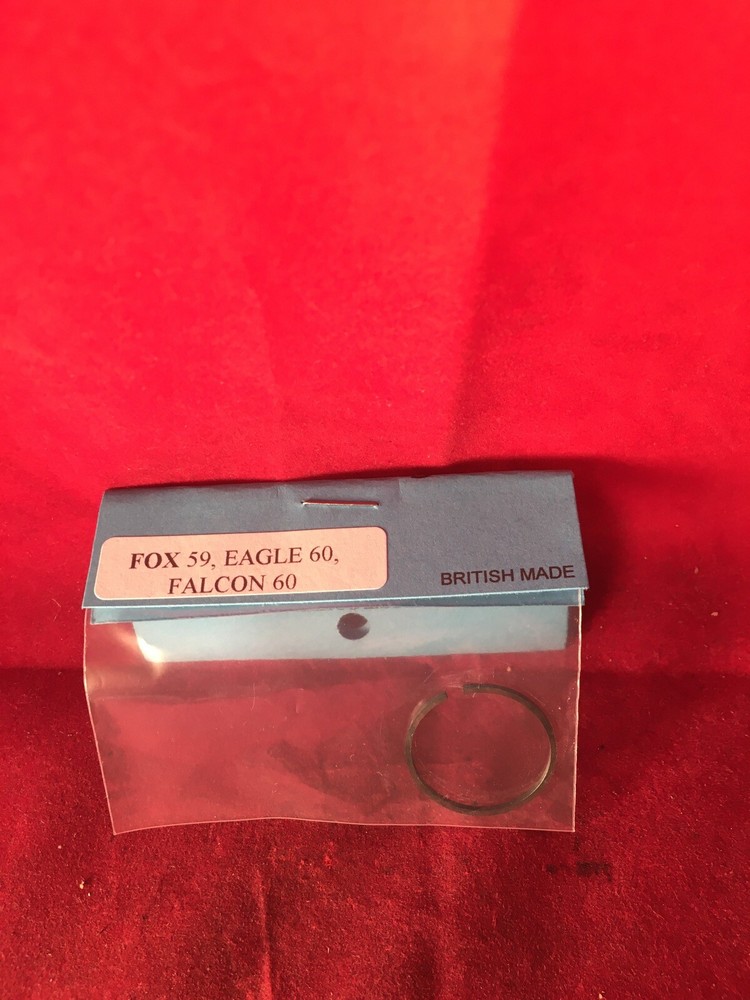 FOX 59, EAGLE 60,
FALCON 60
BRITISH MADE